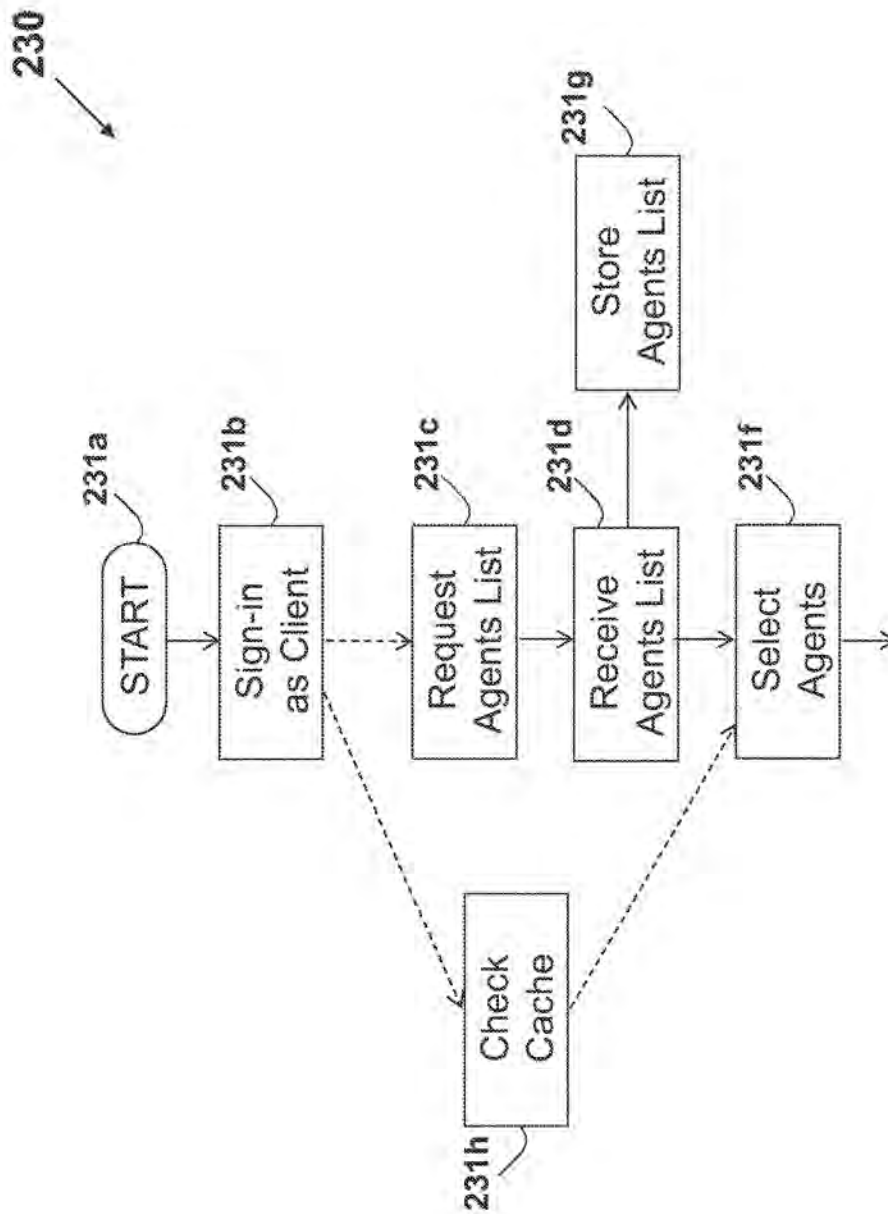 230
231a
START
231b
Sign-in
as Client
231c
Request
Agents List
231h
Check
Cache
231d
Receive
Agents List
231g
Store
Agents List
231f
Select
Agents